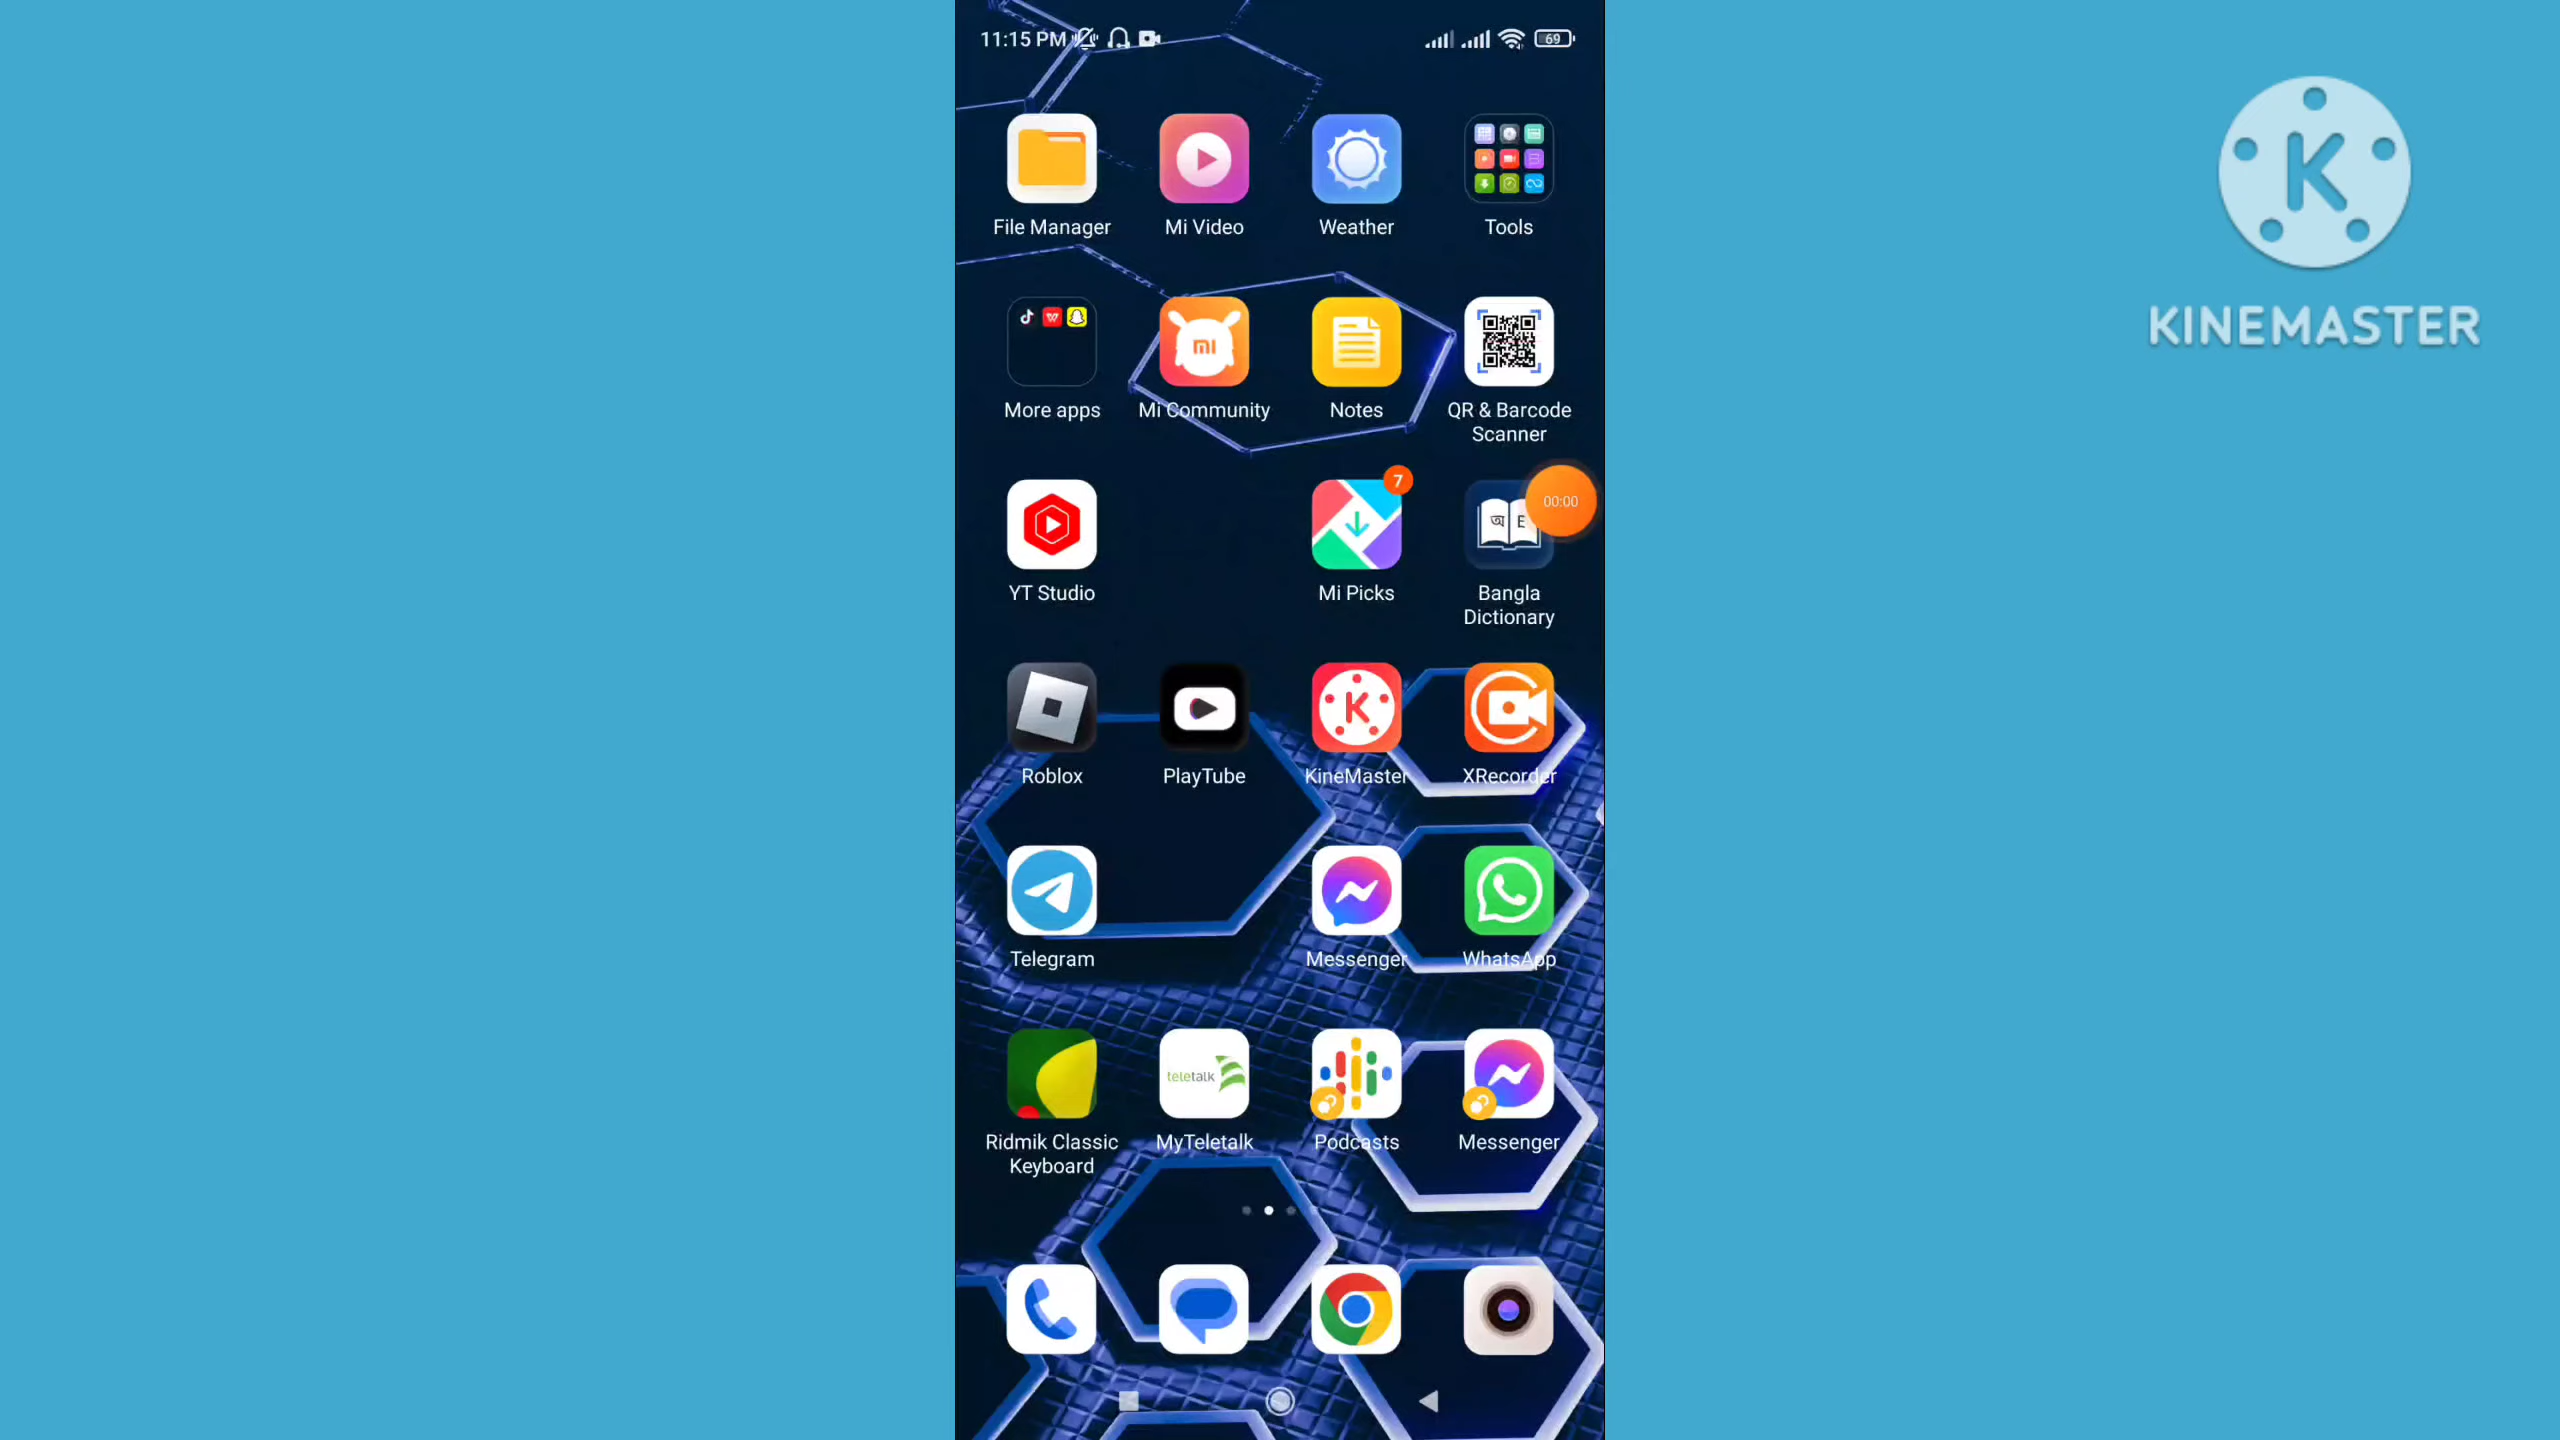 11:15 PM
69
KINEMASTER
File Manager
Mi Video
Weather
Tools
More apps
Mi Community
Notes
QR & Barcode
Scanner
YT Studio
7
Mi Picks
অ E
00:00
Bangla
Dictionary
Roblox
PlayTube
KineMaster
XRecorder
Telegram
Messenger
WhatsApp
teletalk
Ridmik Classic
Keyboard
MyTeletalk
Podcasts
Messenger